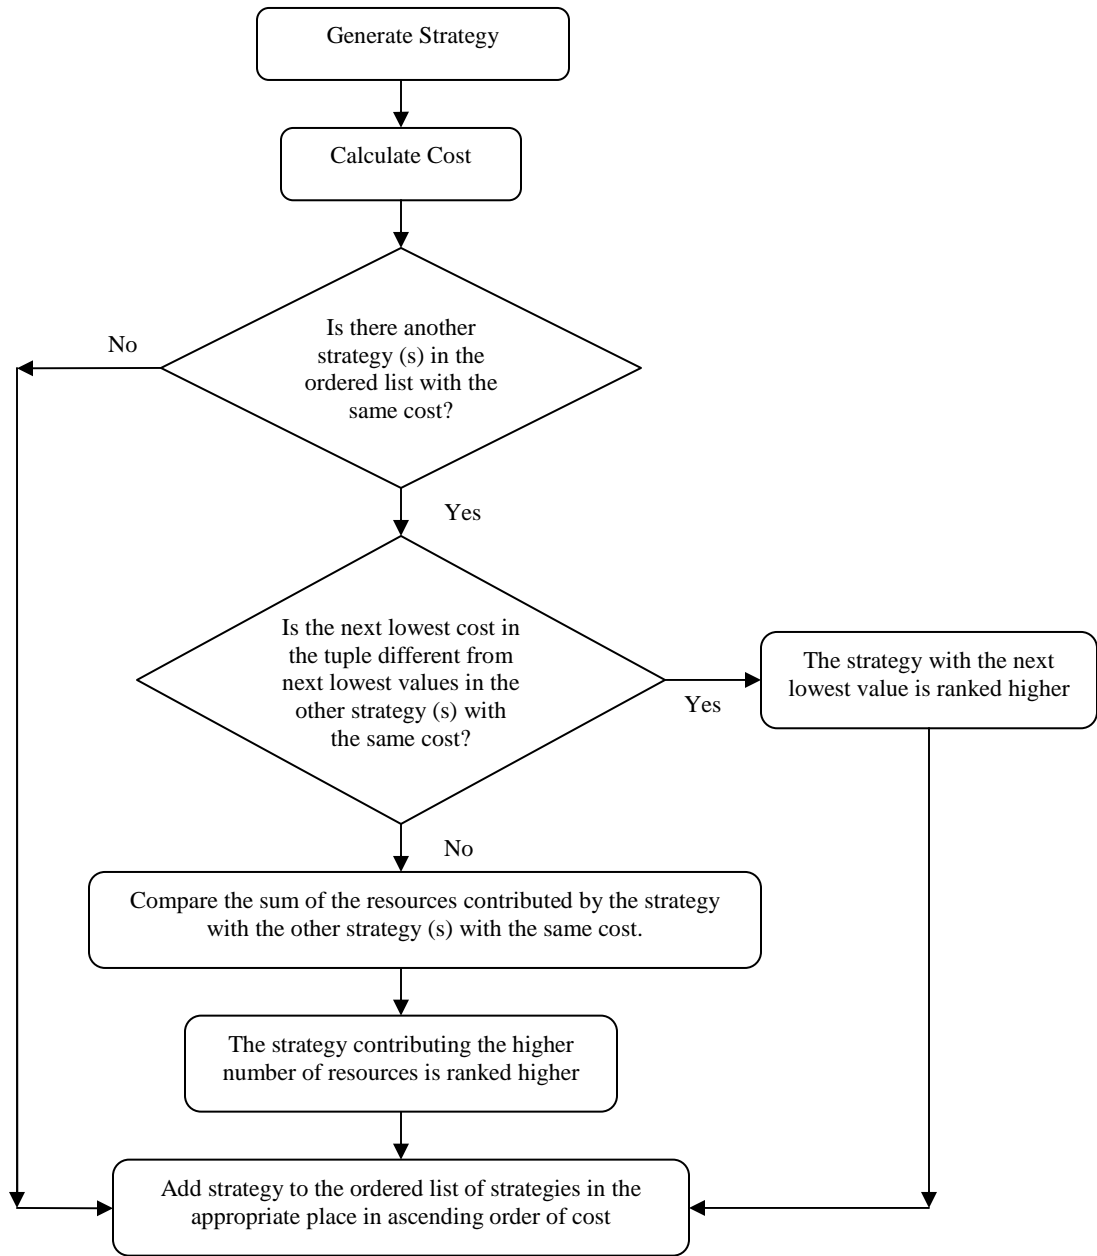 Generate Strategy
Calculate Cost
Is there another
strategy (s) in the
ordered list with the
same cost?
No
Yes
Is the next lowest cost in
the tuple different from
next lowest values in the
other strategy (s) with
the same cost?
Yes
The strategy with the next
lowest value is ranked higher
No
Compare the sum of the resources contributed by the strategy
with the other strategy (s) with the same cost.
The strategy contributing the higher
number of resources is ranked higher
Add strategy to the ordered list of strategies in the
appropriate place in ascending order of cost